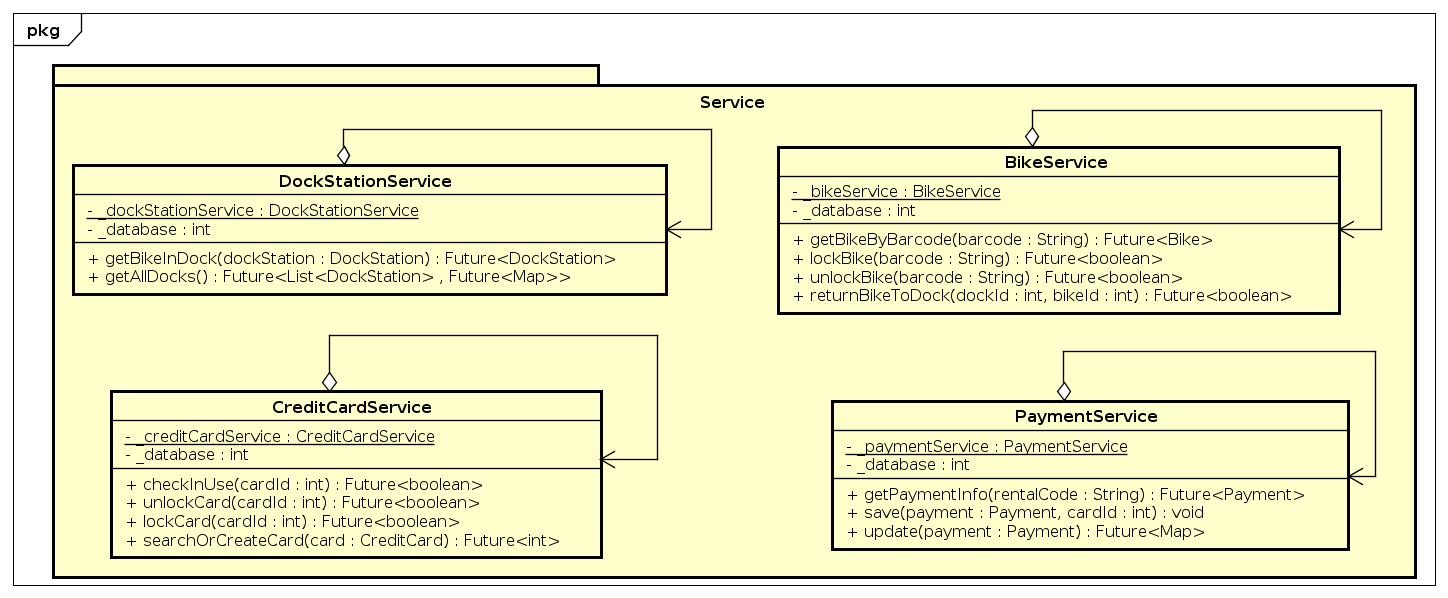 pkg
Service
DockStationService
- _dockStationService : DockStationService
- _database : int
+ getBikeInDock(dockStation : DockStation) : Future<DockStation>
+ getAllDocks() : Future<List<DockStation> , Future<Map>>
BikeService
- _bikeService : BikeService
- _database : int
+ getBikeByBarcode(barcode : String) : Future<Bike>
+ lockBike(barcode : String) : Future<boolean>
+ unlockBike(barcode : String) : Future<boolean>
+ returnBikeToDock(dockId : int, bikeId : int) : Future<boolean>
CreditCardService
- _creditCardService : CreditCardService
- _database : int
+ checkInUse(cardId : int) : Future<boolean>
+ unlockCard(cardId : int) : Future<boolean>
+ lockCard(cardId : int) : Future<boolean>
+ searchOrCreateCard(card : CreditCard) : Future<int>
PaymentService
- _paymentService : PaymentService
- _database : int
+ getPaymentInfo(rentalCode : String) : Future<Payment>
+ save(payment : Payment, cardId : int) : void
+ update(payment : Payment) : Future<Map>